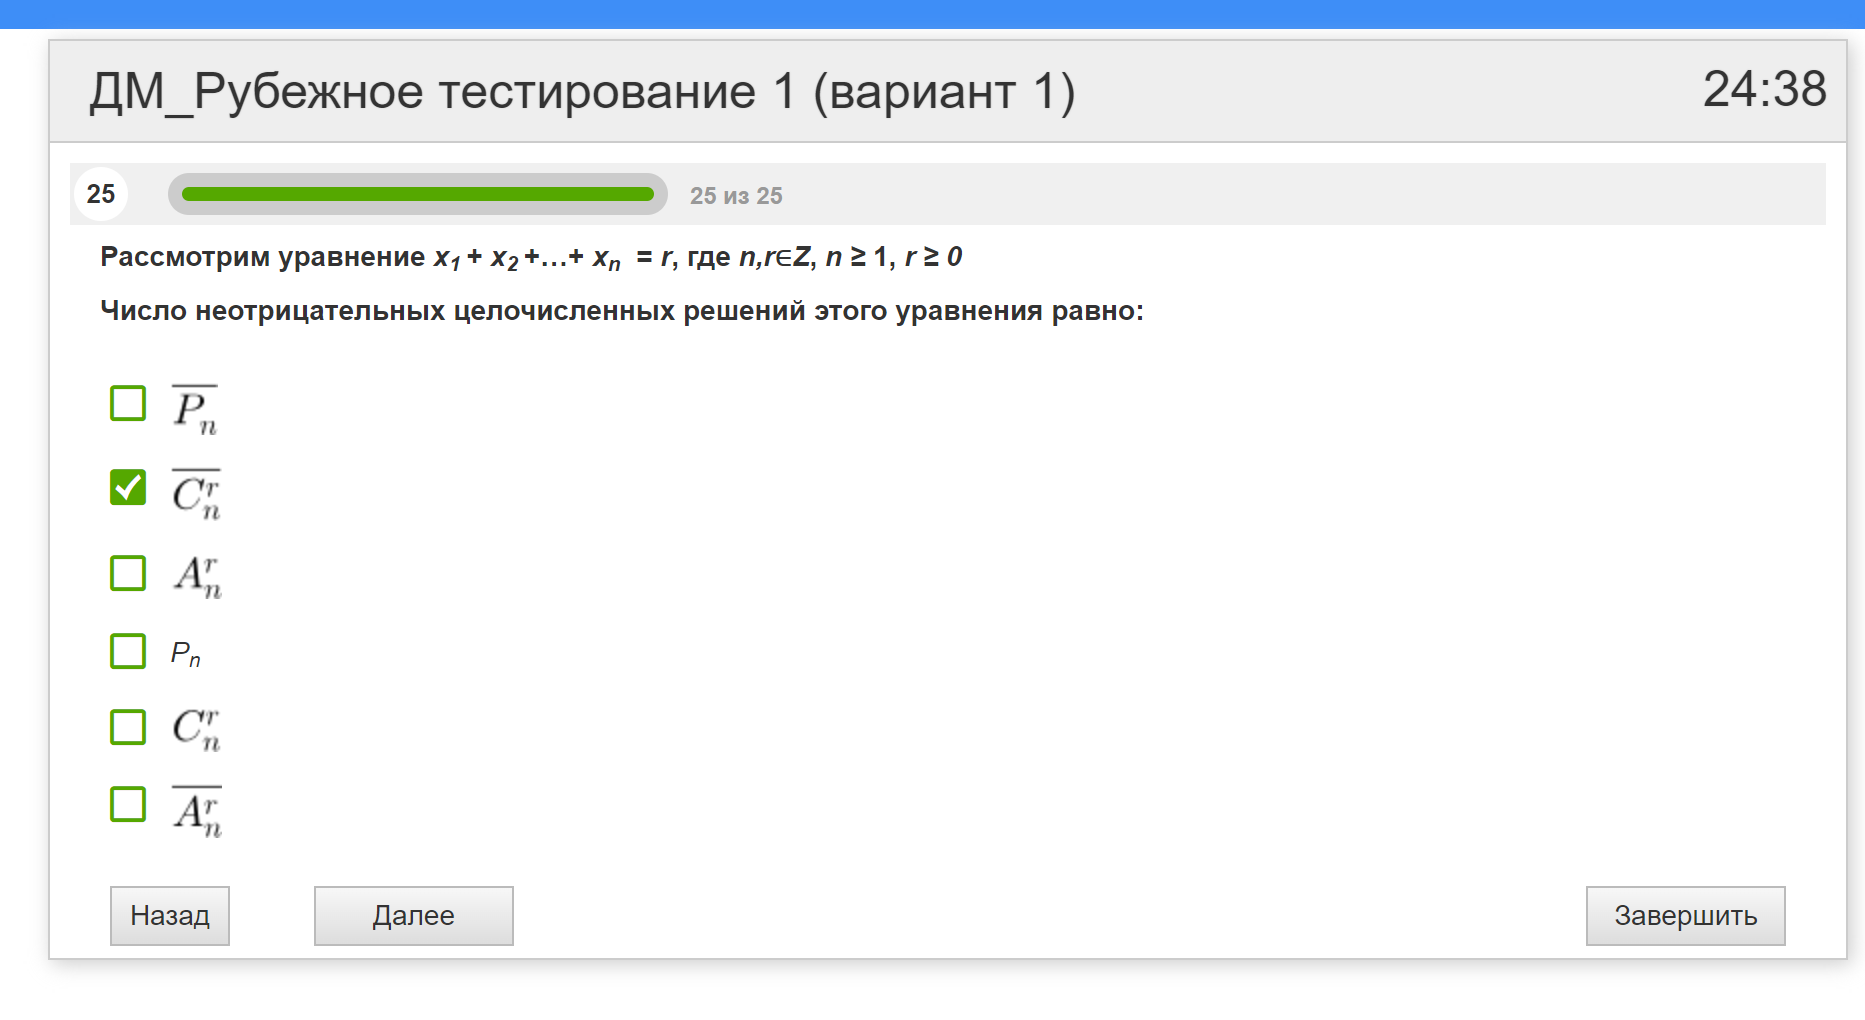 ДМ_Рубежное тестирование 1 (вариант 1)
24:38
25
25 из 25
Рассмотрим уравнение x₁ + x₂ +...+ xₙ = r, где n,r∈Z, n ≥ 1, r ≥ 0
Число неотрицательных целочисленных решений этого уравнения равно:
P̅ₙ
C̅ₙʳ
Aₙʳ
Pₙ
Cₙʳ
A̅ₙʳ
Назад
Далее
Завершить